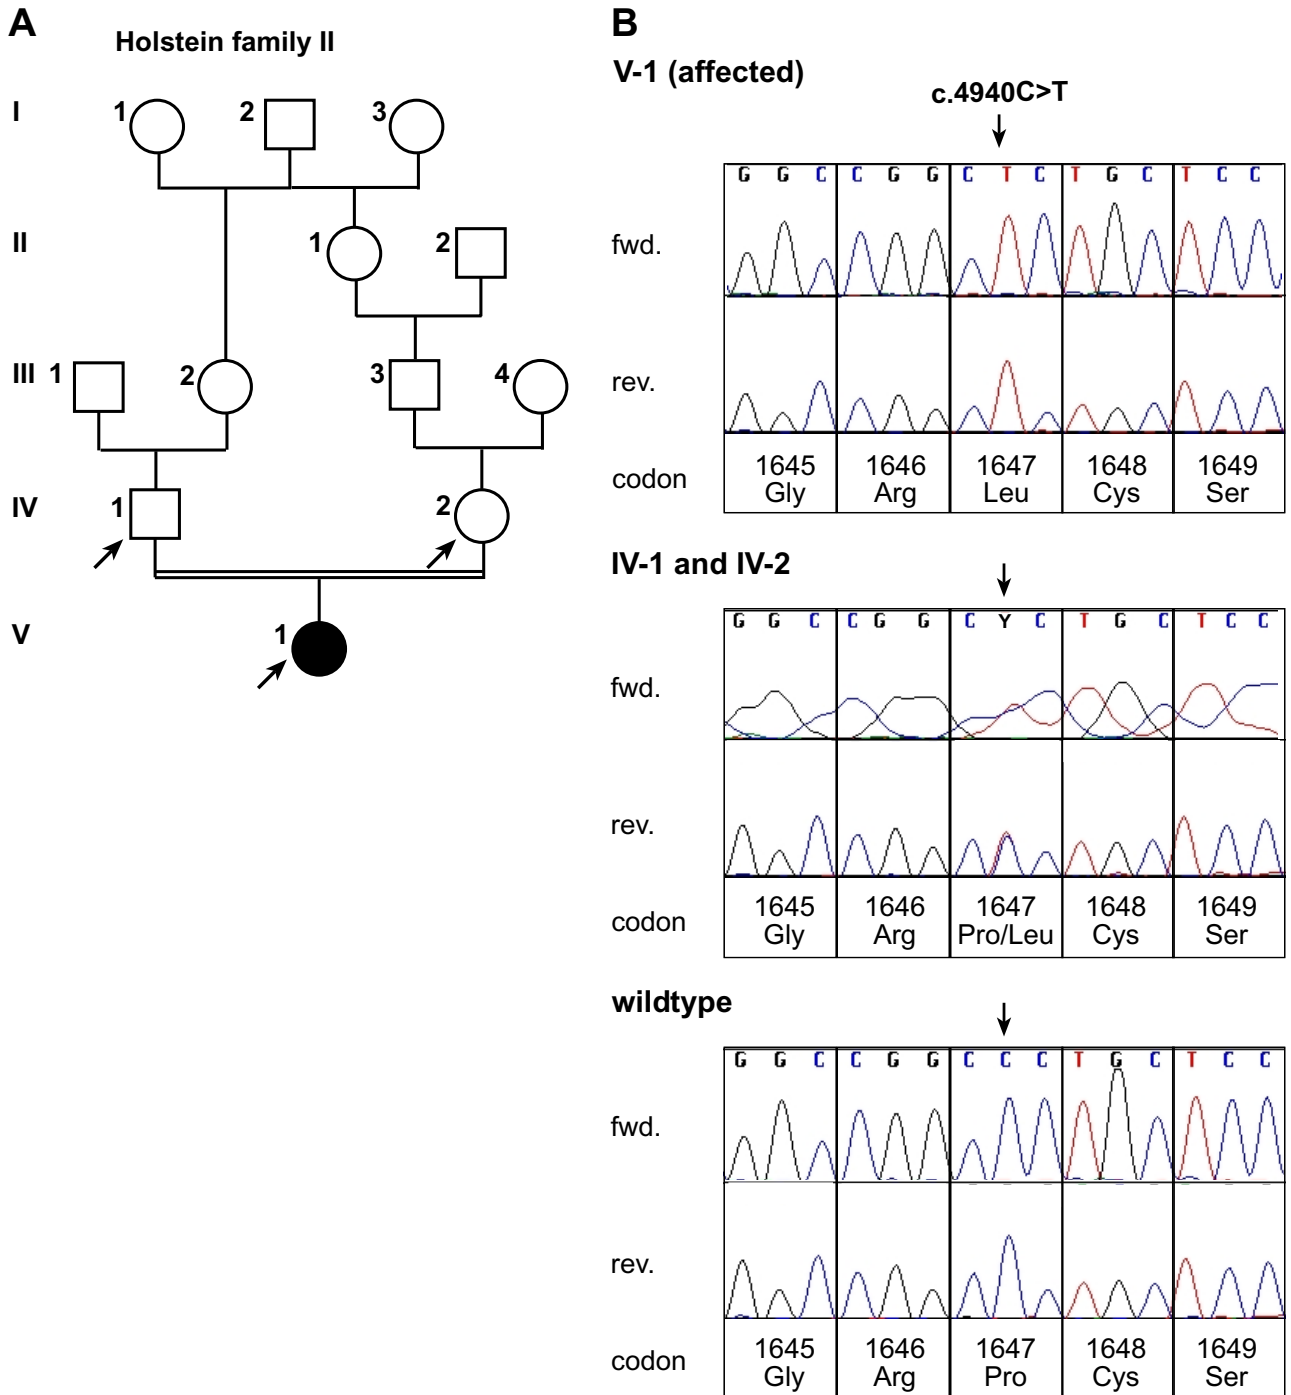 A
Holstein family II
I
1
2
3
II
1
2
III
1
2
3
4
IV
1
2
V
1
B
V-1 (affected)
c.4940C>T
G G C C G G C T C T G C T C C
fwd.
rev.
codon
1645 1646 1647 1648 1649
Gly Arg Leu Cys Ser
IV-1 and IV-2
G G C C G G C Y C T G C T C C
fwd.
rev.
codon
1645 1646 1647 1648 1649
Gly Arg Pro/Leu Cys Ser
wildtype
G G C C G G C C C T G C T C C
fwd.
rev.
codon
1645 1646 1647 1648 1649
Gly Arg Pro Cys Ser